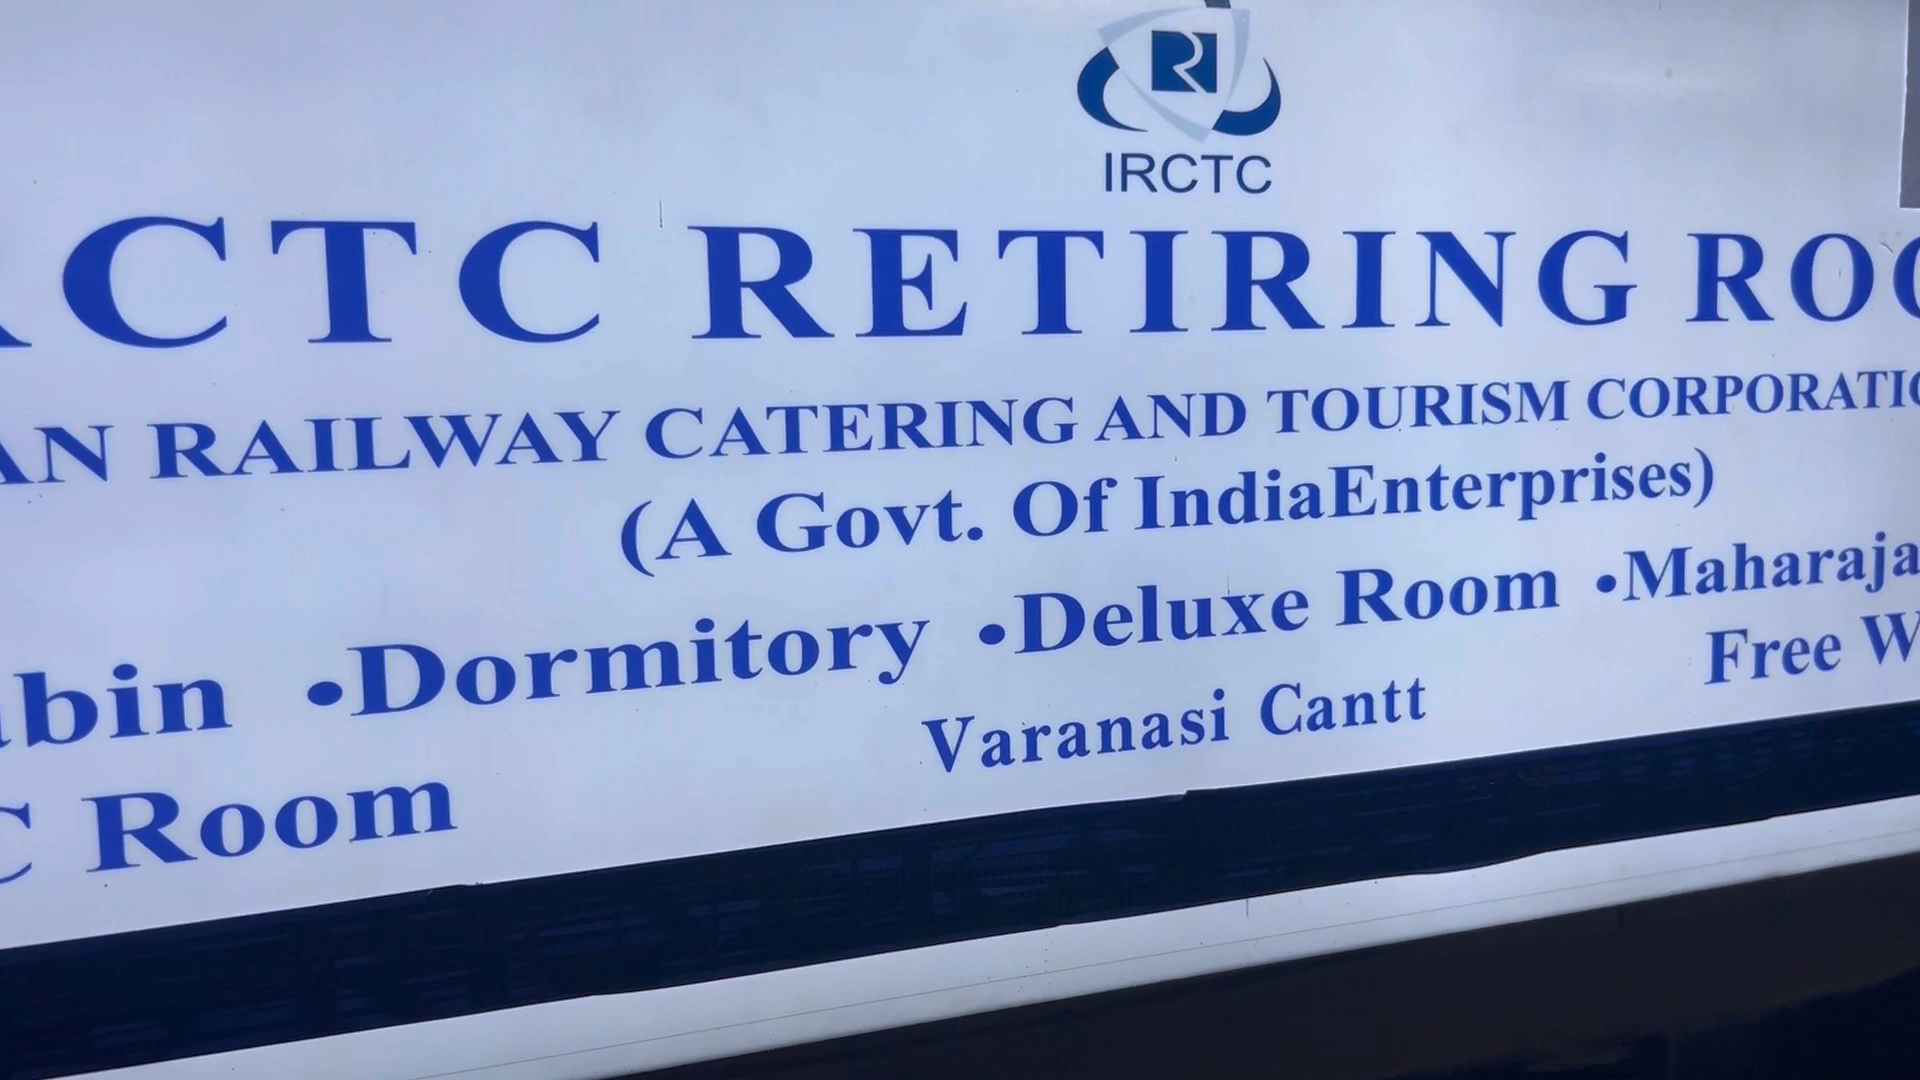 IRCTC
RCTC RETIRING ROO
AN RAILWAY CATERING AND TOURISM CORPORATIO
(A Govt. Of IndiaEnterprises)
abin •Dormitory •Deluxe Room •Maharaja
Free W
Varanasi Cantt
C Room